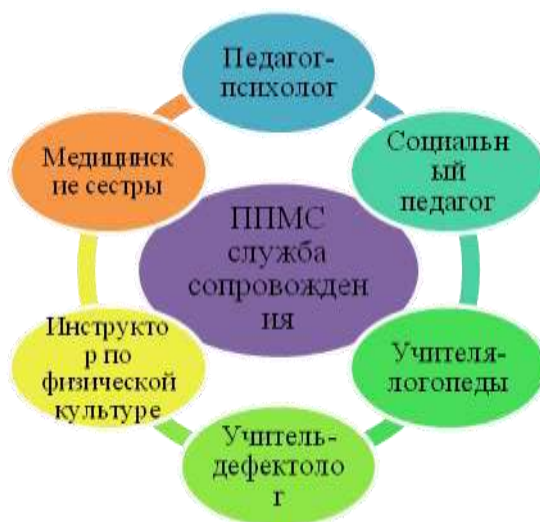 Педагог-
психолог
Социальн
ый
педагог
Учителя-
логопеды
Учитель-
дефектоло
г
Инструкто
р по
физической
культуре
Медицинск
ие сестры
ППМС
служба
сопровожден
ия